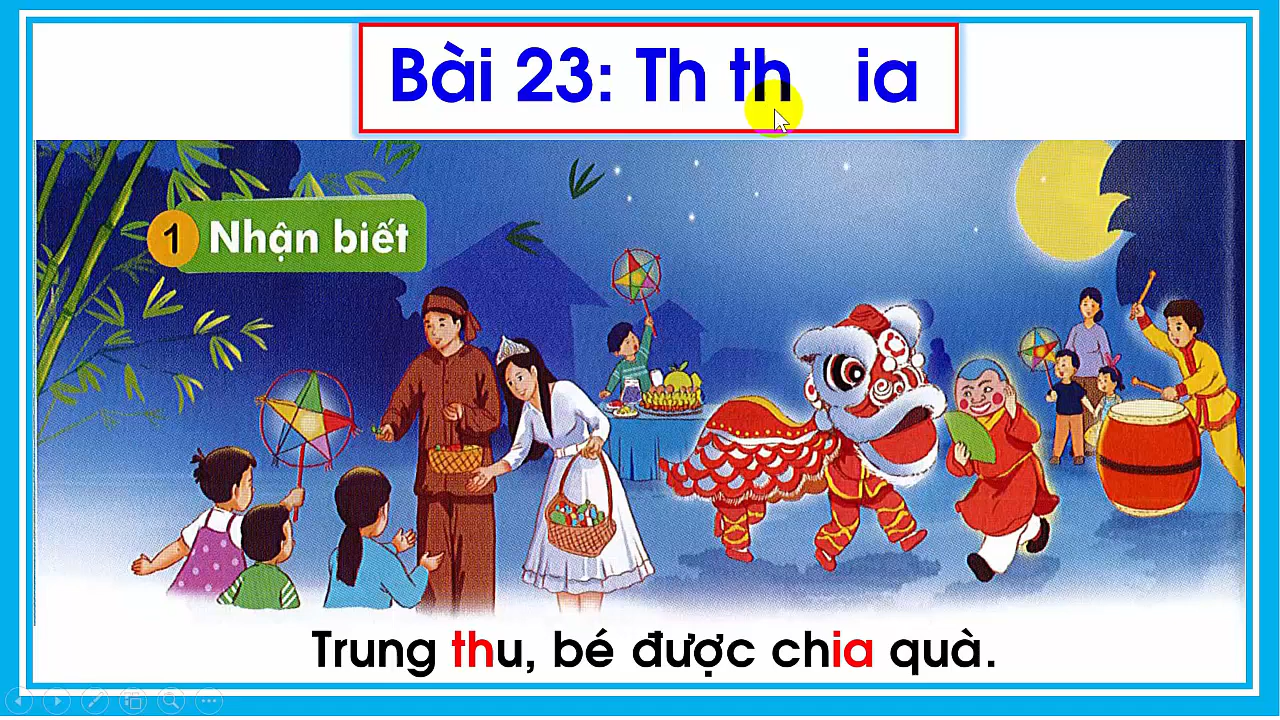 Bài 23: Th th ia
1 Nhận biết
Trung thu, bé được chia quà.